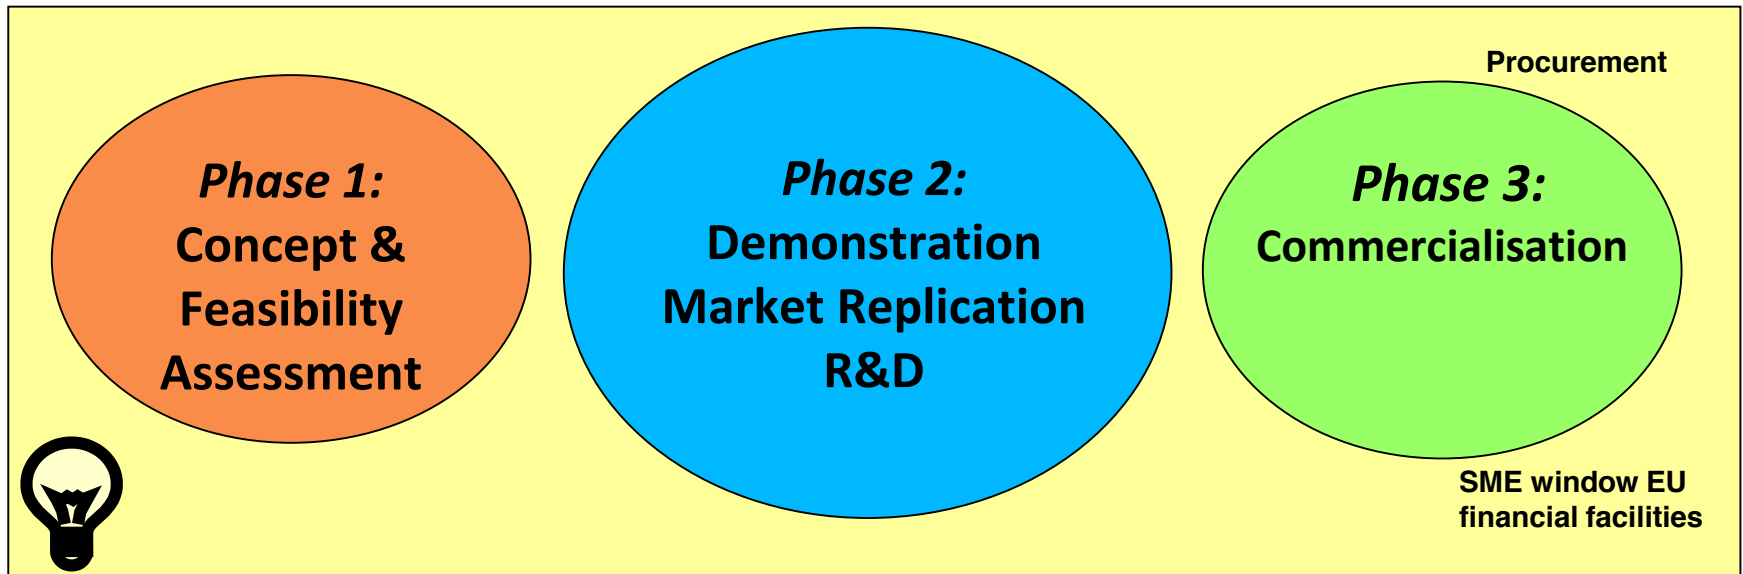 Phase 1:
Concept &
Feasibility
Assessment
Phase 2:
Demonstration
Market Replication
R&D
Procurement
Phase 3:
Commercialisation
SME window EU
financial facilities